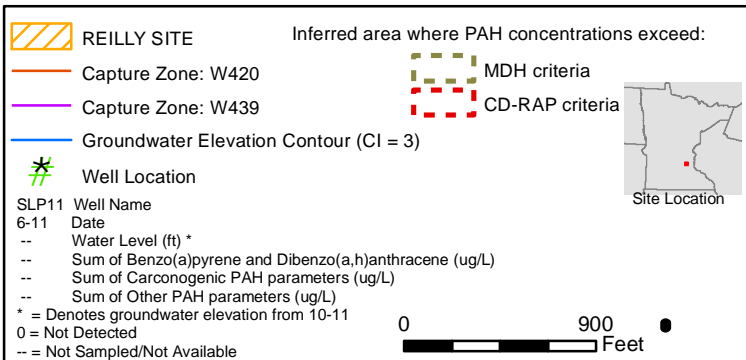 REILLY SITE
Capture Zone: W420
Capture Zone: W439
Groundwater Elevation Contour (CI = 3)
Well Location
SLP11 Well Name
6-11 Date
-- Water Level (ft) *
-- Sum of Benzo(a)pyrene and Dibenzo(a,h)anthracene (ug/L)
-- Sum of Carconogenic PAH parameters (ug/L)
-- Sum of Other PAH parameters (ug/L)
* = Denotes groundwater elevation from 10-11
0 = Not Detected
-- = Not Sampled/Not Available
Inferred area where PAH concentrations exceed:
MDH criteria
CD-RAP criteria
Site Location
0 900
Feet